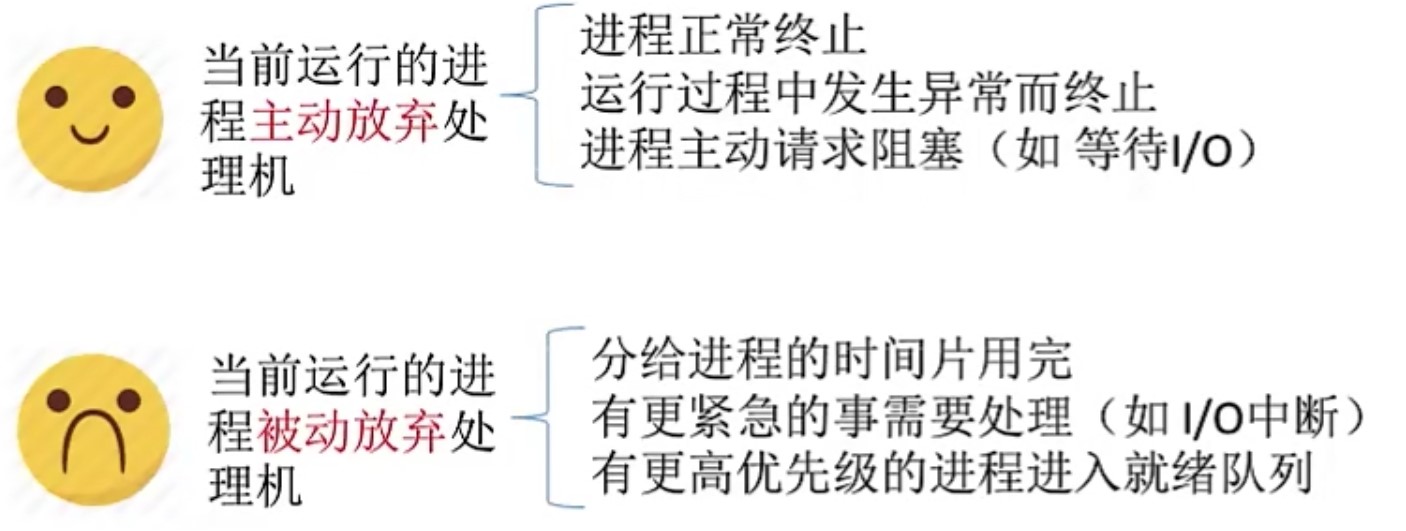 当前运行的进
程主动放弃处
理机
进程正常终止
运行过程中发生异常而终止
进程主动请求阻塞（如 等待I/O）
当前运行的进
程被动放弃处
理机
分给进程的时间片用完
有更紧急的事需要处理（如 I/O中断）
有更高优先级的进程进入就绪队列